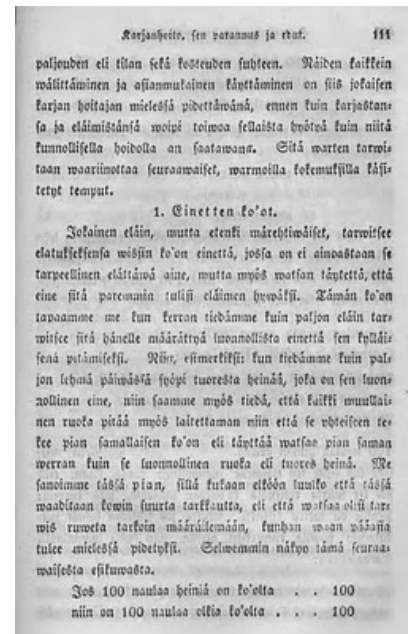 Karjanhoito, sen parannus ja edut. 111
paljouden eli tilan sekä kosteuden suhteen. Näiden kaikkein
wälittäminen ja asianmukainen käyttäminen on siis jokaisen
karjan hoitajan mielessä pidettäwänä, ennen kuin karjastan-
sa ja eläimistänsä woipi toiwoa sellaista hyötyä kuin niitä
kunnollisella hoidolla on saatawana. Sitä warten tarwi-
taan waariinottaa seuraawaiset, warmoilla kokemuksilla käsi-
tetyt temput.
1. Einetten ko'ot.
Jokainen eläin, mutta etenki märehtiwäiset, tarwitsee
elatukseksensa wissin ko'on einettä, jossa on ei ainoastaan se
tarpeellinen elättäwä aine, mutta myös watsan täytettä, että
eine sitä paremmin tulisi eläimen hywäksi. Tämän ko'on
tapaamme me kun kerran tiedämme kuin paljon eläin tar-
witsee sitä hänelle määrättyä luonnollista einettä sen kylläi-
senä pitämiseksi. Niin, esimerkiksi: kun tiedämme kuin pal-
jon lehmä päiwässä syöpi tuoresta heinää, joka on sen luon-
nollinen eine, niin saamme myös tietä, että kaikki muullai-
nen ruoka pitää myös laitettaman niin että se yhteiseen te-
kee pian samallaisen ko'on eli täyttää watsan pian saman
werran kuin se luonnollinen ruoka eli tuores heinä. Me
sanoimme tässä pian, sillä kukaan elköön luulko että tässä
waaditaan kowin suurta tarkkautta, eli että watsaa olisi tar-
wis ruweta tarkoin määräilemään, kunhan waan pääasia
tulee mielessä pidetyksi. Selwemmin näkyy tämä seuraa-
waisesta esikuwasta.
Jos 100 naulaa heiniä on ko'olta . . 100
niin on 100 naulaa olkia ko'olta . . . 100